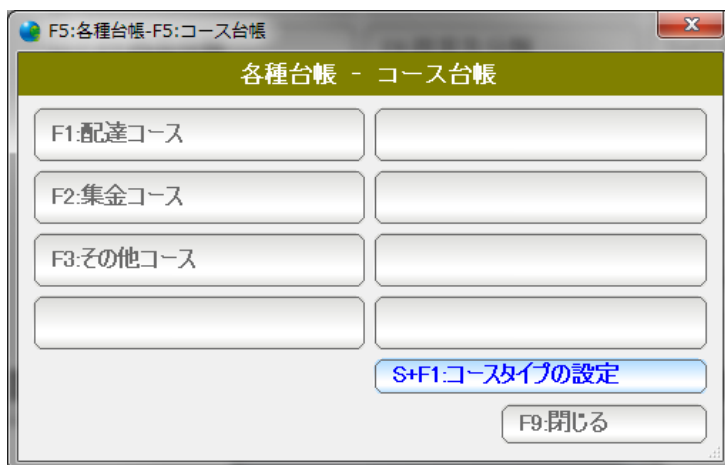 F5:各種台帳-F5:コース台帳
各種台帳 - コース台帳
F1:配達コース
F2:集金コース
F3:その他コース
S+F1:コースタイプの設定
F9:閉じる